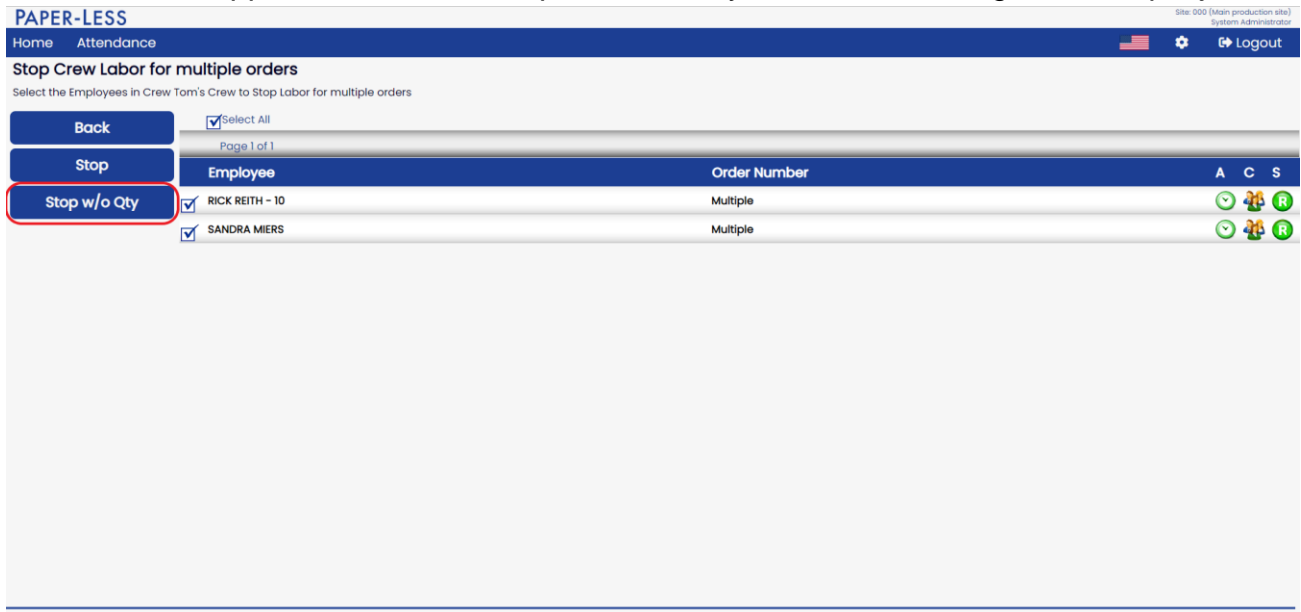 PAPER-LESS
Site: 000 (Main production site)
System Administrator
Home Attendance Logout
Stop Crew Labor for multiple orders
Select the Employees in Crew Tom's Crew to Stop Labor for multiple orders
Back
Select All
Page 1 of 1
Stop
Employee Order Number A C S
Stop w/o Qty
RICK REITH - 10 Multiple R
SANDRA MIERS Multiple R